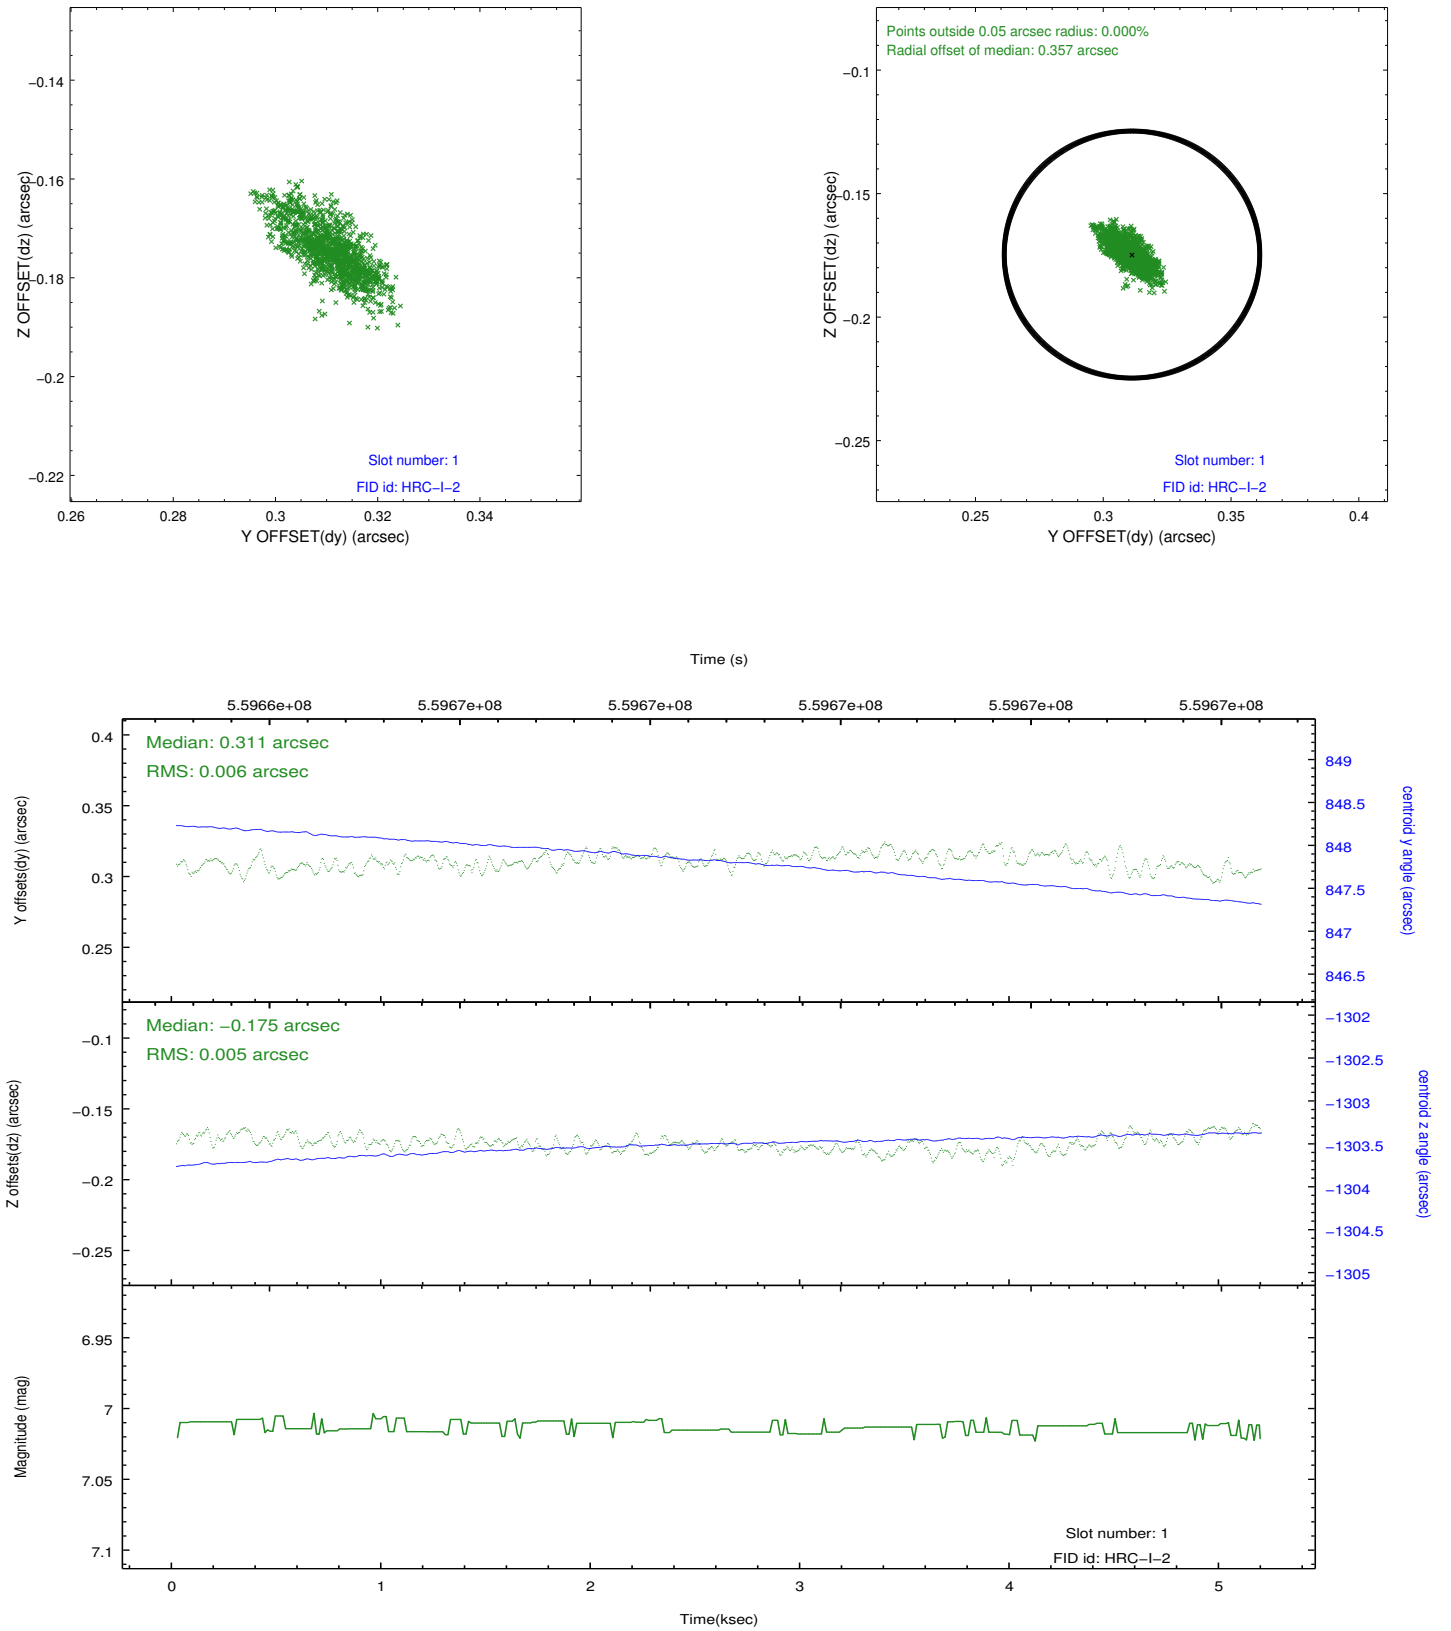 −0.14
−0.16
−0.18
−0.2
−0.22
Z OFFSET(dz) (arcsec)
Slot number: 1
FID id: HRC−I−2
0.26
0.28
0.3
0.32
0.34
Y OFFSET(dy) (arcsec)
Points outside 0.05 arcsec radius: 0.000%
Radial offset of median: 0.357 arcsec
−0.1
−0.15
−0.2
−0.25
Z OFFSET(dz) (arcsec)
Slot number: 1
FID id: HRC−I−2
0.25
0.3
0.35
0.4
Y OFFSET(dy) (arcsec)
Time (s)
5.5966e+08
5.5967e+08
5.5967e+08
5.5967e+08
5.5967e+08
5.5967e+08
Median: 0.311 arcsec
RMS: 0.006 arcsec
0.4
0.35
0.3
0.25
Y offsets(dy) (arcsec)
849
848.5
848
847.5
847
846.5
centroid y angle (arcsec)
Median: −0.175 arcsec
RMS: 0.005 arcsec
−0.1
−0.15
−0.2
−0.25
Z offsets(dz) (arcsec)
−1302
−1302.5
−1303
−1303.5
−1304
−1304.5
−1305
centroid z angle (arcsec)
6.95
7
7.05
7.1
Magnitude (mag)
Slot number: 1
FID id: HRC−I−2
0
1
2
3
4
5
Time(ksec)